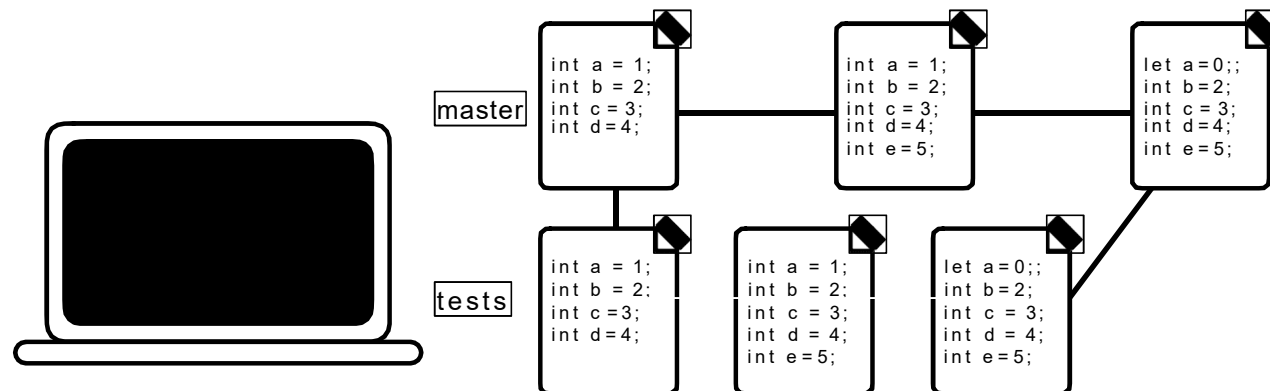 master
int a = 1;
int b = 2;
int c = 3;
int d=4;
int a = 1;
int b = 2;
int c = 3;
int d=4;
int e=5;
let a=0;;
int b=2;
int c = 3;
int d=4;
int e=5;
tests
int a = 1;
int b = 2;
int c=3;
int d=4;
int a = 1;
int b = 2;
int c = 3;
int d = 4;
int e=5;
let a=0;;
int b=2;
int c = 3;
int d = 4;
int e=5;